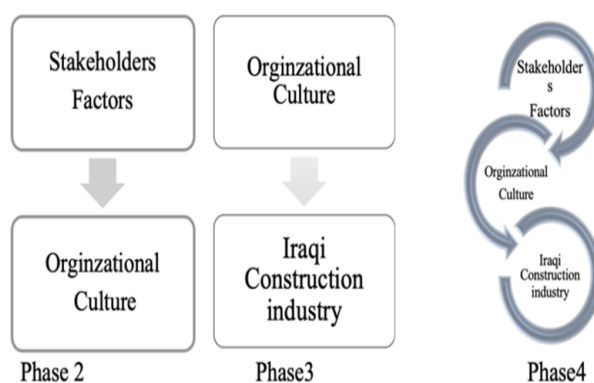 Stakeholders
Factors
Orginzational
Culture
Phase 2
Orginzational
Culture
Iraqi
Construction
industry
Phase3
Stakeholder
s
Factors
Orginzational
Culture
Iraqi
Construction
industry
Phase4